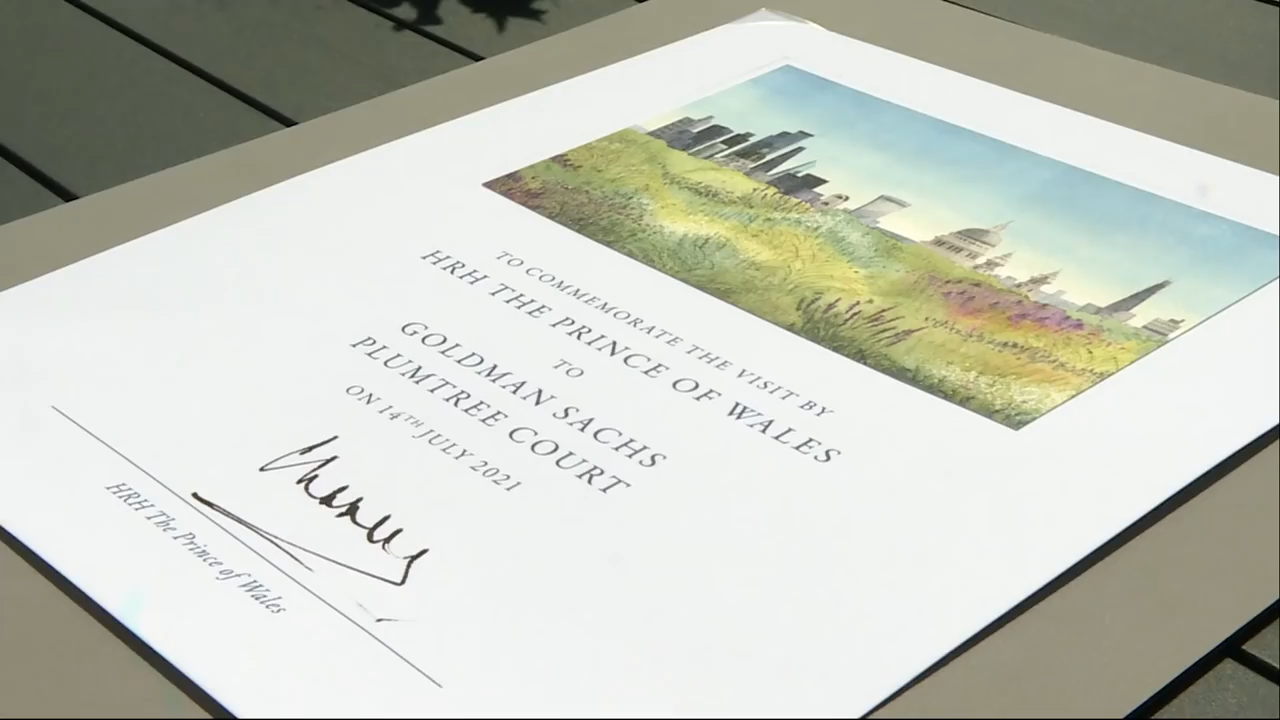 TO COMMEMORATE THE VISIT BY
HRH THE PRINCE OF WALES
TO
GOLDMAN SACHS
PLUMTREE COURT
ON 14TH JULY 2021
Charles
HRH The Prince of Wales